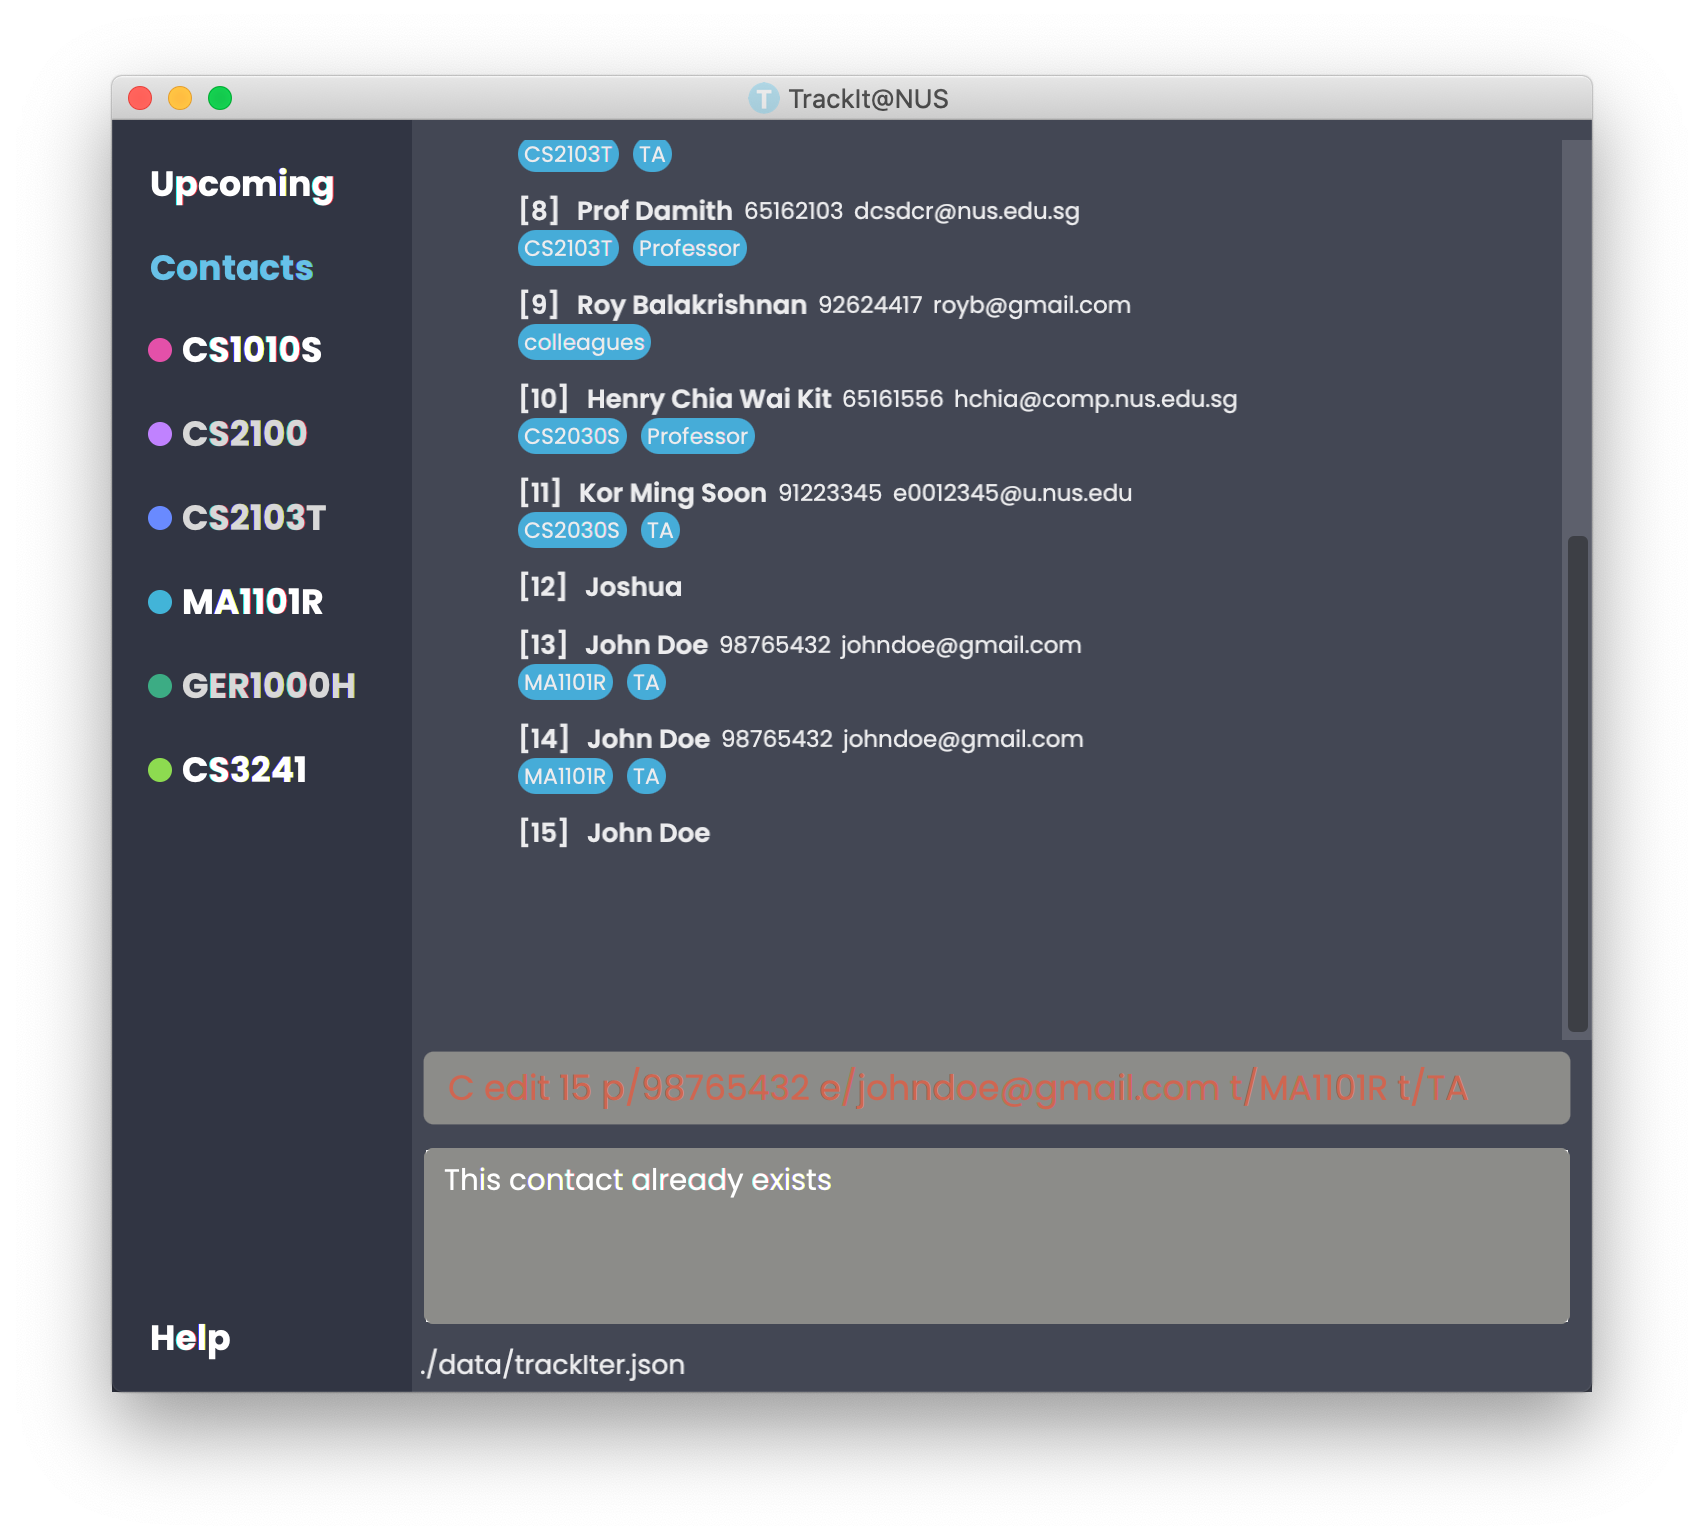 TrackIt@NUS
Upcoming
Contacts
CS1010S
CS2100
CS2103T
MA1101R
GER1000H
CS3241
Help
CS2103T TA
[8] Prof Damith 65162103 dcsdcr@nus.edu.sg
CS2103T Professor
[9] Roy Balakrishnan 92624417 royb@gmail.com
colleagues
[10] Henry Chia Wai Kit 65161556 hchia@comp.nus.edu.sg
CS2030S Professor
[11] Kor Ming Soon 91223345 e0012345@u.nus.edu
CS2030S TA
[12] Joshua
[13] John Doe 98765432 johndoe@gmail.com
MA1101R TA
[14] John Doe 98765432 johndoe@gmail.com
MA1101R TA
[15] John Doe
C edit 15 p/98765432 e/johndoe@gmail.com t/MA1101R t/TA
This contact already exists
./data/trackIter.json